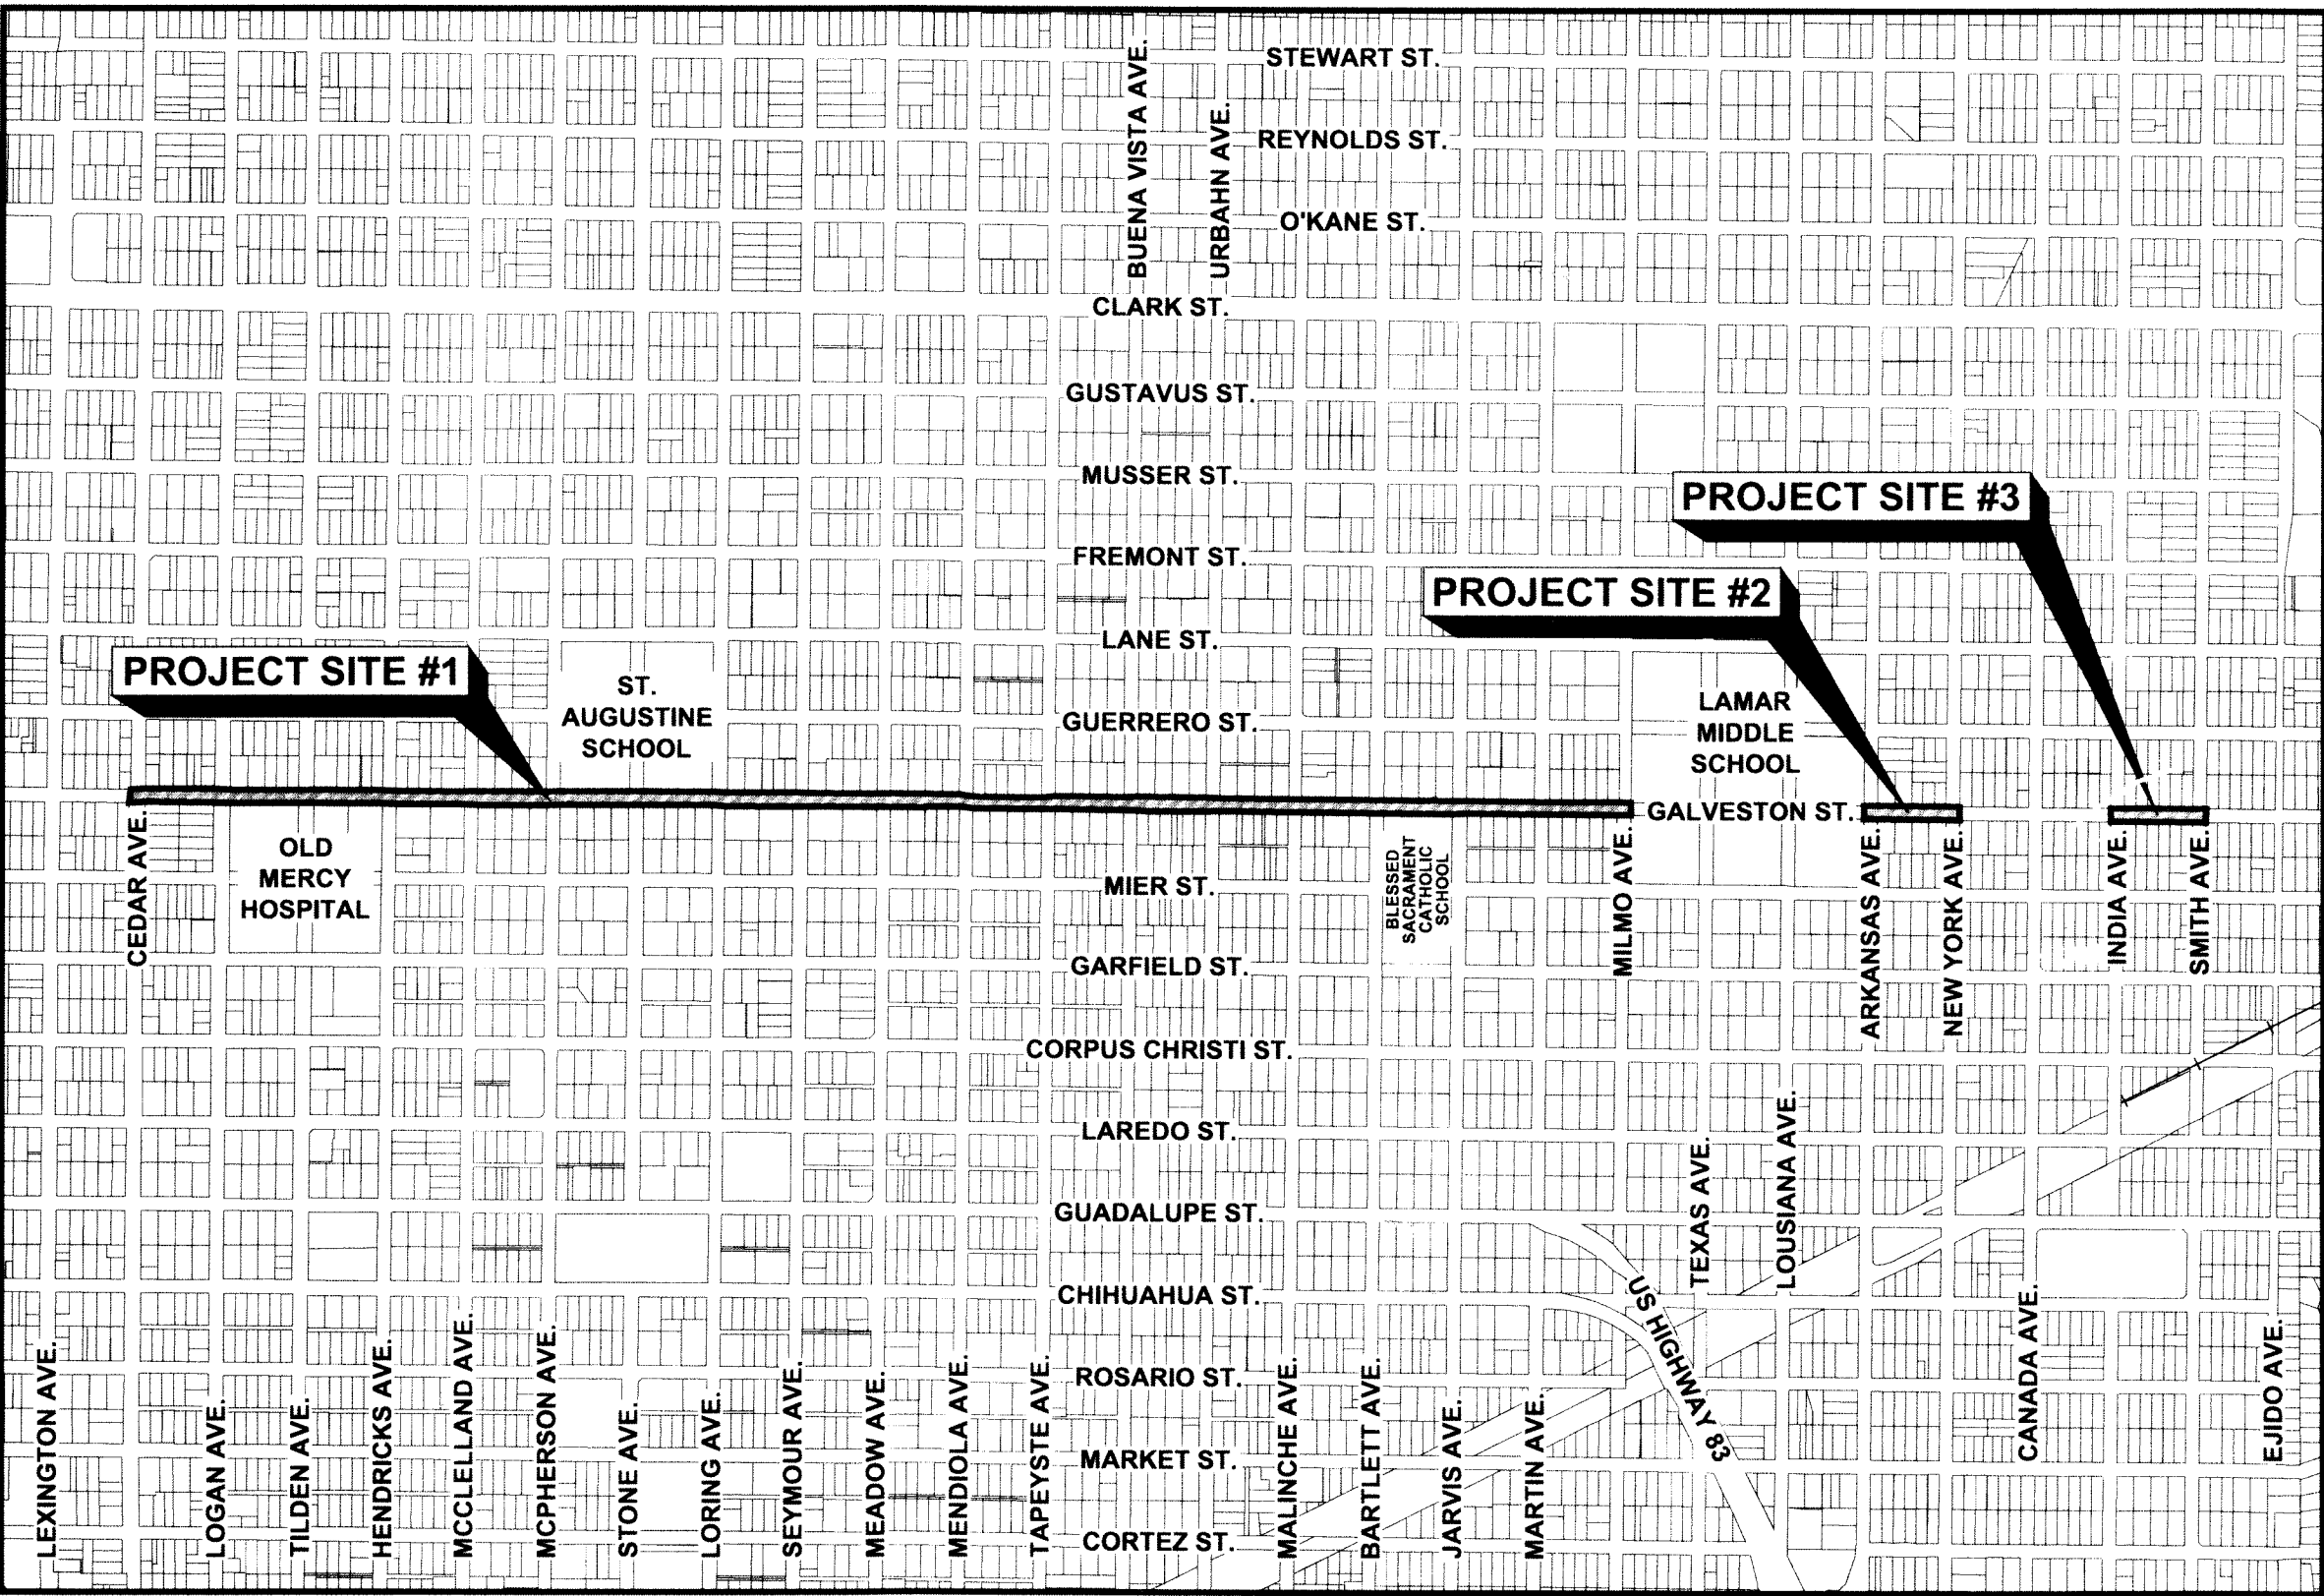 STEWART ST.
BUENA VISTA AVE.
URBAHN AVE.
REYNOLDS ST.
O'KANE ST.
CLARK ST.
GUSTAVUS ST.
MUSSER ST.
PROJECT SITE #3
FREMONT ST.
PROJECT SITE #2
LANE ST.
PROJECT SITE #1
ST.
AUGUSTINE
SCHOOL
GUERRERO ST.
LAMAR
MIDDLE
SCHOOL
GALVESTON ST.
CEDAR AVE.
OLD
MERCY
HOSPITAL
MIER ST.
BLESSED
SACRAMENT
CATHOLIC
SCHOOL
MILMO AVE.
ARKANSAS AVE.
NEW YORK AVE.
INDIA AVE.
SMITH AVE.
GARFIELD ST.
CORPUS CHRISTI ST.
LAREDO ST.
GUADALUPE ST.
TEXAS AVE.
LOUSIANA AVE.
CHIHUAHUA ST.
US HIGHWAY 83
ROSARIO ST.
MARKET ST.
CORTEZ ST.
LEXINGTON AVE.
LOGAN AVE.
TILDEN AVE.
HENDRICKS AVE.
MCCLELLAND AVE.
MCPHERSON AVE.
STONE AVE.
LORING AVE.
SEYMOUR AVE.
MEADOW AVE.
MENDIOLA AVE.
TAPPEYSTE AVE.
MALINCHE AVE.
BARTLETT AVE.
JARVIS AVE.
MARTIN AVE.
CANADA AVE.
EJIDO AVE.